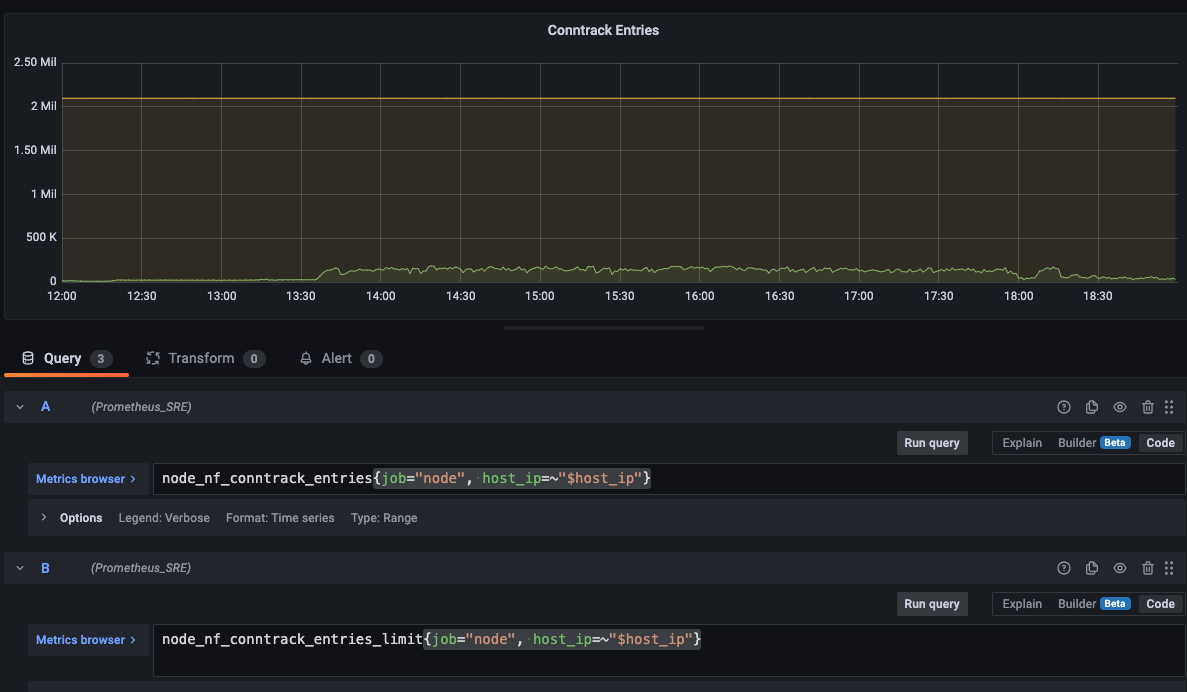 Conntrack Entries
2.50 Mil
2 Mil
1.50 Mil
1 Mil
500 K
0
12:00 12:30 13:00 13:30 14:00 14:30 15:00 15:30 16:00 16:30 17:00 17:30 18:00 18:30
Query 3 Transform 0 Alert 0
A (Prometheus_SRE)
Run query Explain Builder Beta Code
Metrics browser > node_nf_conntrack_entries{job="node", host_ip=~"$host_ip"}
> Options Legend: Verbose Format: Time series Type: Range
B (Prometheus_SRE)
Run query Explain Builder Beta Code
Metrics browser > node_nf_conntrack_entries_limit{job="node", host_ip=~"$host_ip"}